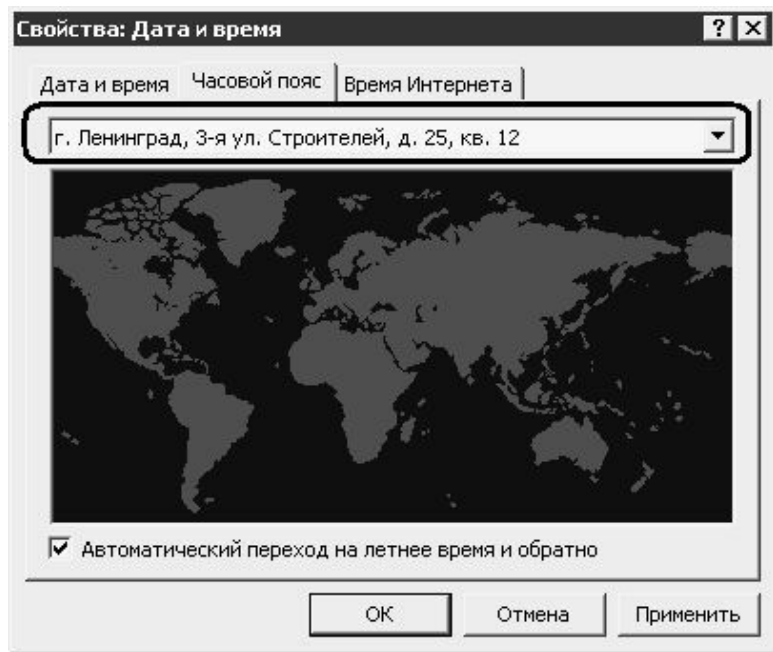 Свойства: Дата и время
Дата и время Часовой пояс Время Интернета
г. Ленинград, 3-я ул. Строителей, д. 25, кв. 12
Автоматический переход на летнее время и обратно
ОК Отмена Применить